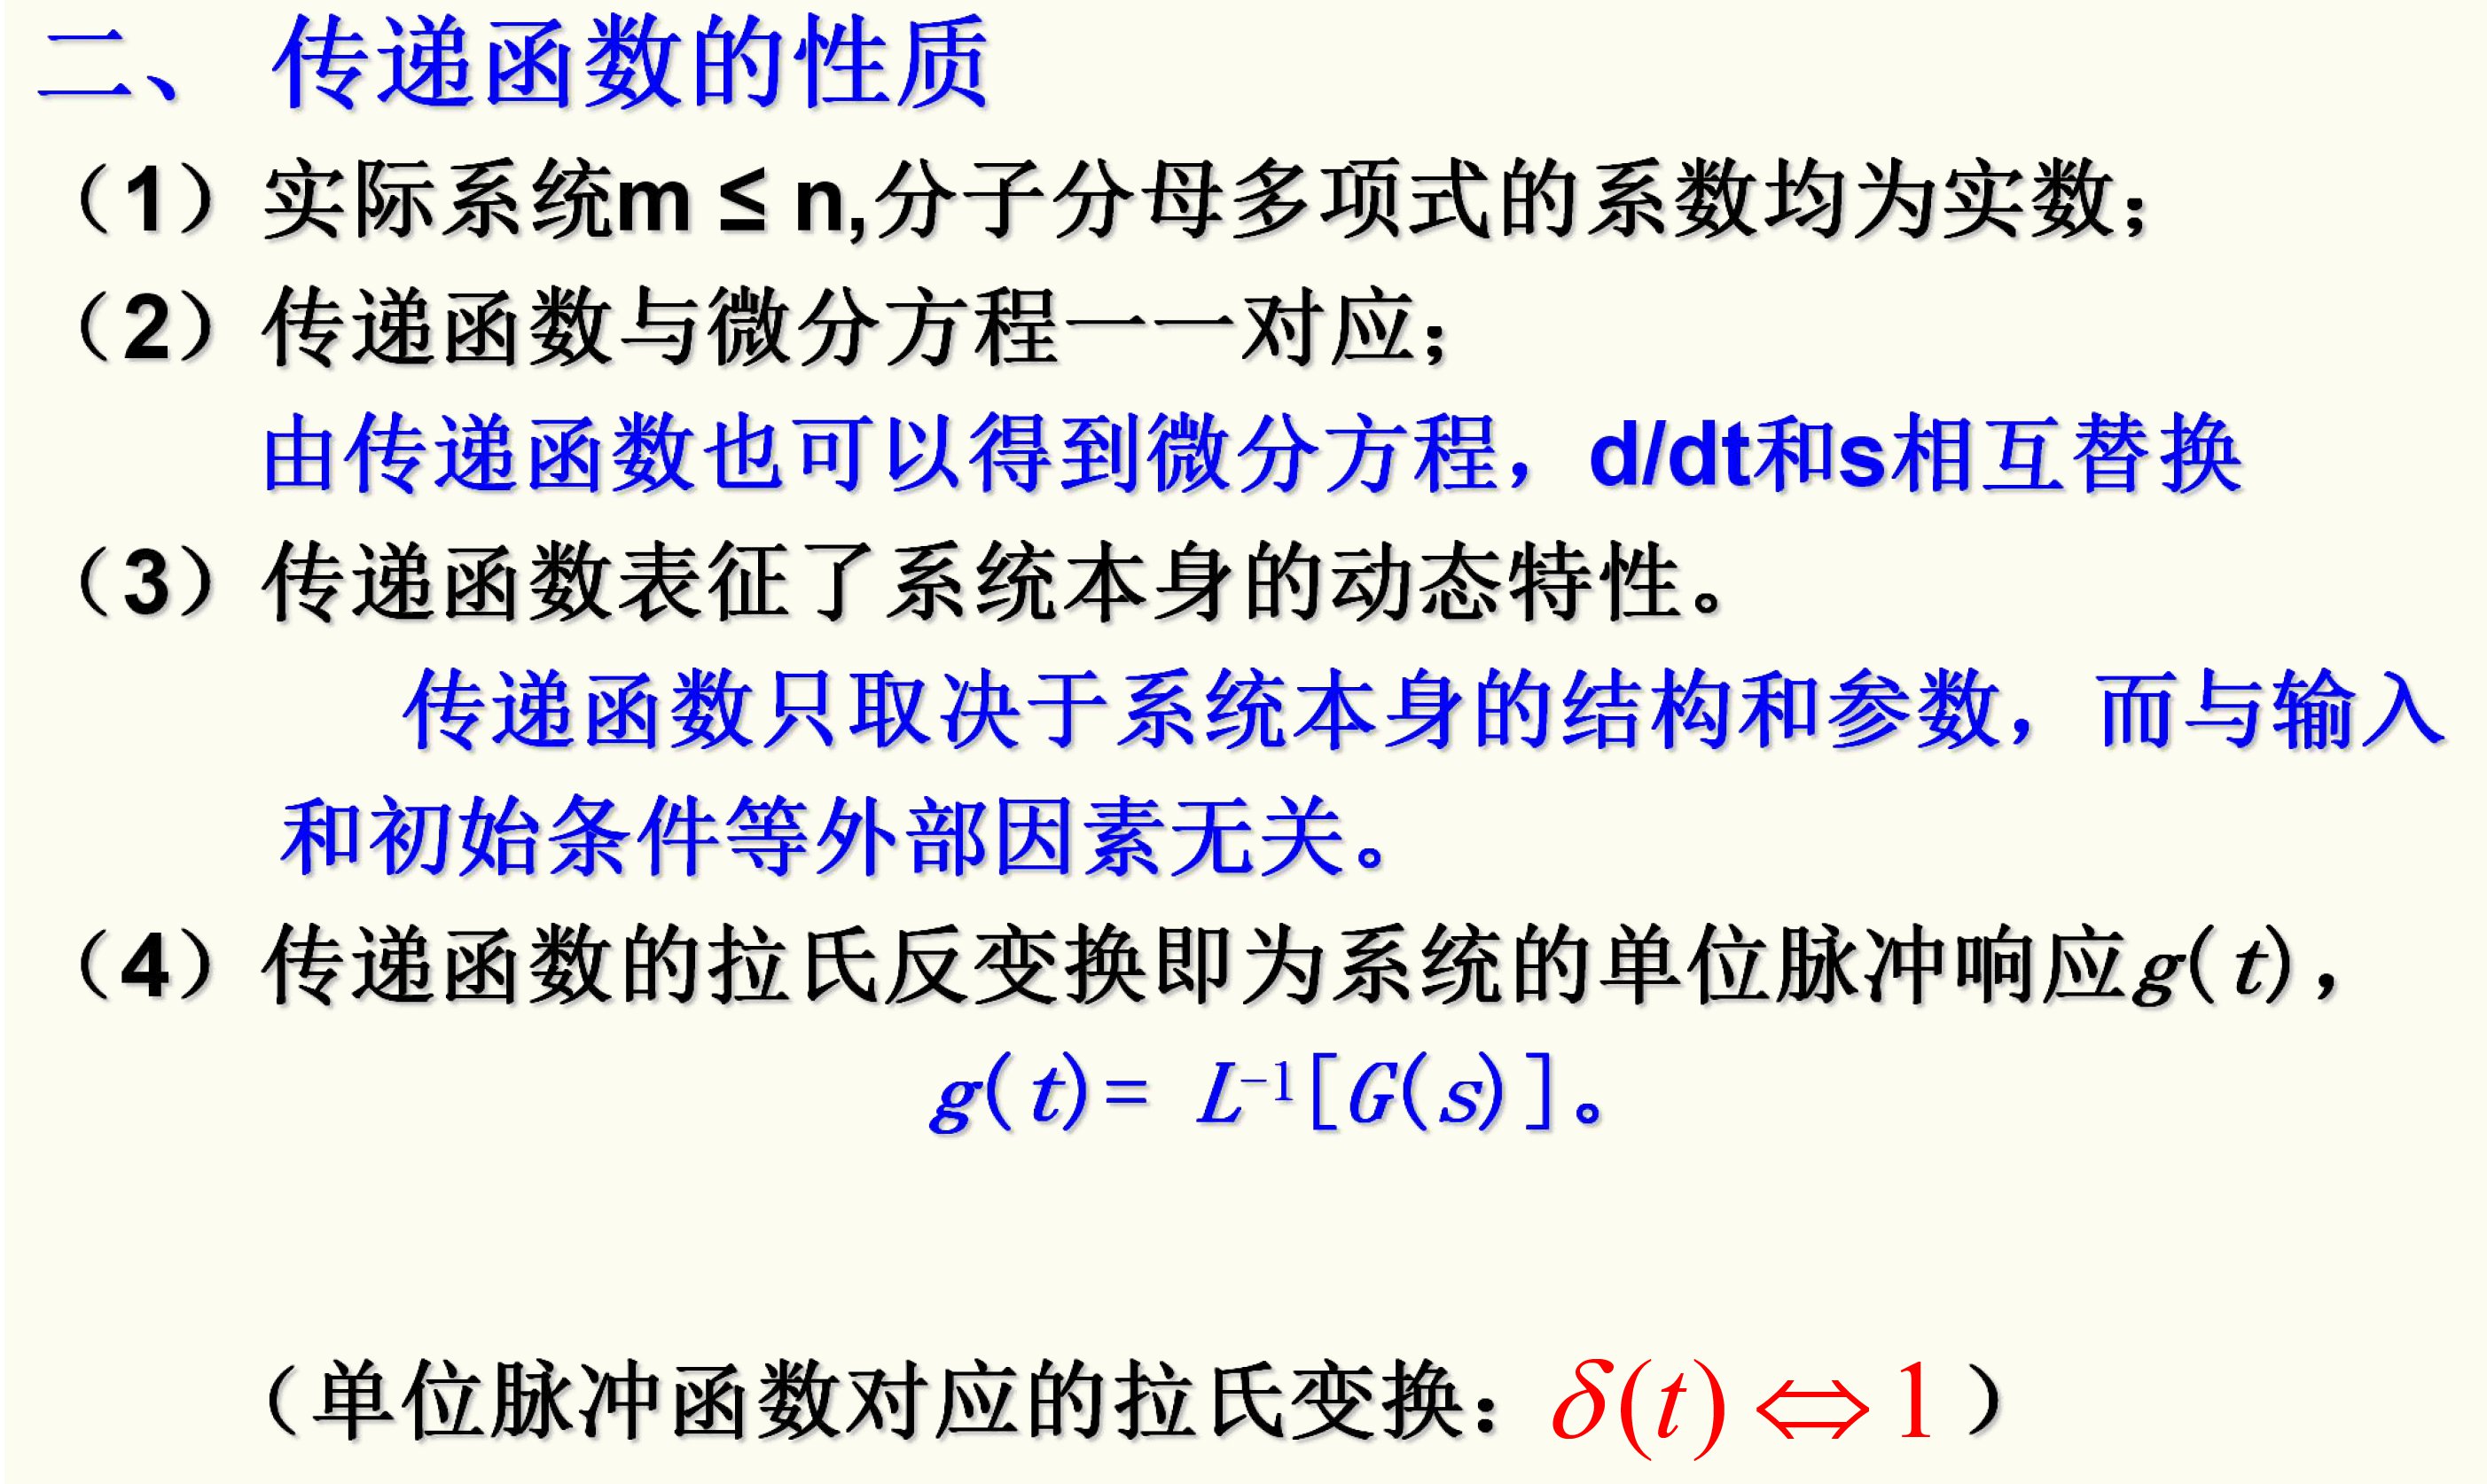 二、 传递函数的性质
（1）实际系统m ≤ n,分子分母多项式的系数均为实数；
（2）传递函数与微分方程一一对应；
由传递函数也可以得到微分方程，d/dt和s相互替换
（3）传递函数表征了系统本身的动态特性。
传递函数只取决于系统本身的结构和参数，而与输入
和初始条件等外部因素无关。
（4）传递函数的拉氏反变换即为系统的单位脉冲响应g(t)，
g(t)= L⁻¹[G(s)]。
（单位脉冲函数对应的拉氏变换：δ(t)⇔1）